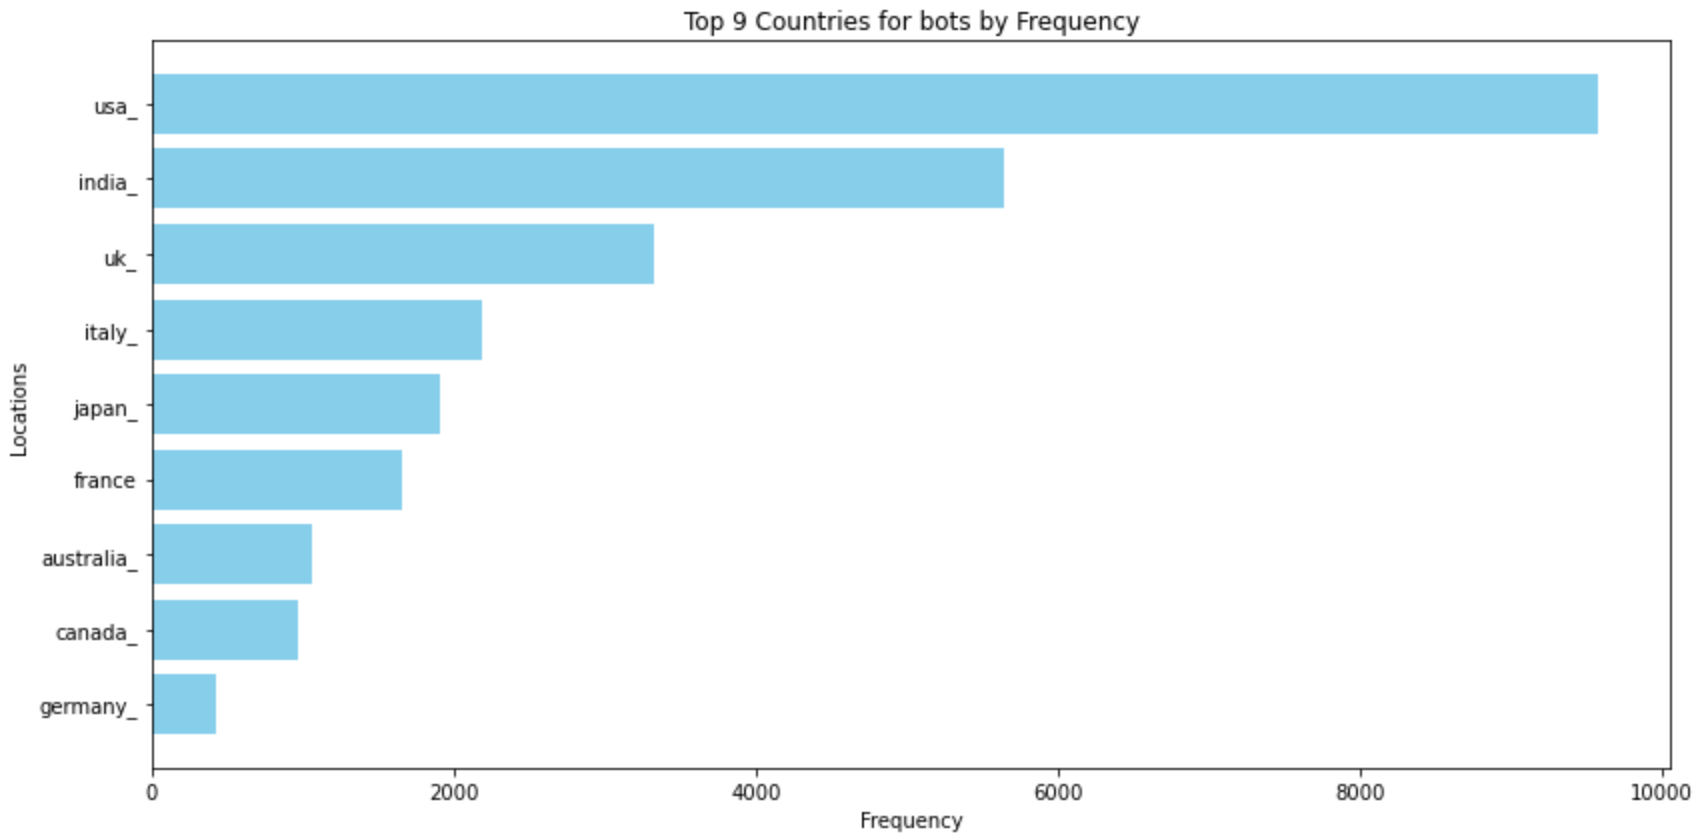 Top 9 Countries for bots by Frequency
usa_
india_
uk_
italy_
japan_
france
australia_
canada_
germany_
Locations
0 2000 4000 6000 8000 10000
Frequency